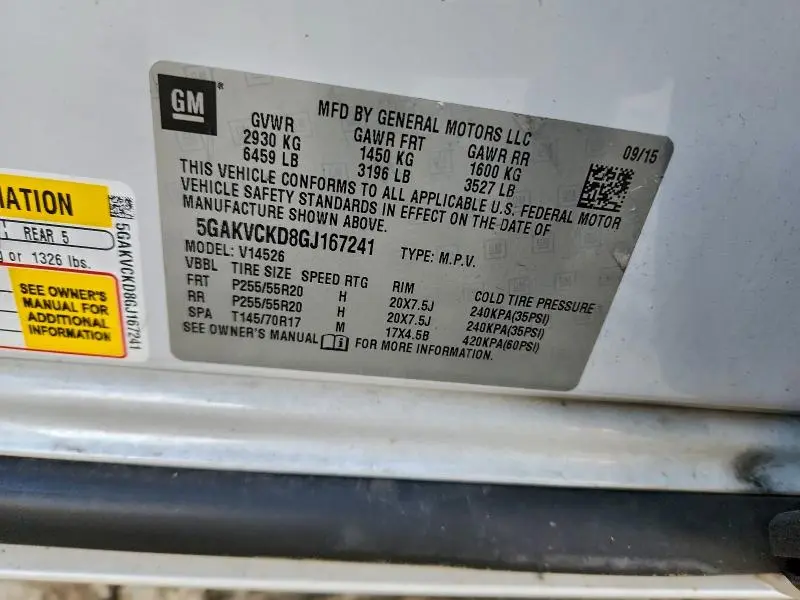 GM ®
MFD BY GENERAL MOTORS LLC
09/15
GVWR GAWR FRT GAWR RR
2930 KG 1450 KG 1600 KG
6459 LB 3196 LB 3527 LB
THIS VEHICLE CONFORMS TO ALL APPLICABLE U.S. FEDERAL MOTOR
VEHICLE SAFETY STANDARDS IN EFFECT ON THE DATE OF
MANUFACTURE SHOWN ABOVE.
5GAKVCKD8GJ167241 TYPE: M.P.V.
MODEL: V14526
VBBL TIRE SIZE SPEED RTG RIM COLD TIRE PRESSURE
FRT P255/55R20 H 20X7.5J 240KPA(35PSI)
RR P255/55R20 H 20X7.5J 240KPA(35PSI)
SPA T145/70R17 M 17X4.5B 420KPA(60PSI)
SEE OWNER'S MANUAL FOR MORE INFORMATION.
MATION
REAR 5
or 1326 lbs.
SEE OWNER'S
MANUAL FOR
ADDITIONAL
INFORMATION
5GAKVCKD8GJ167241